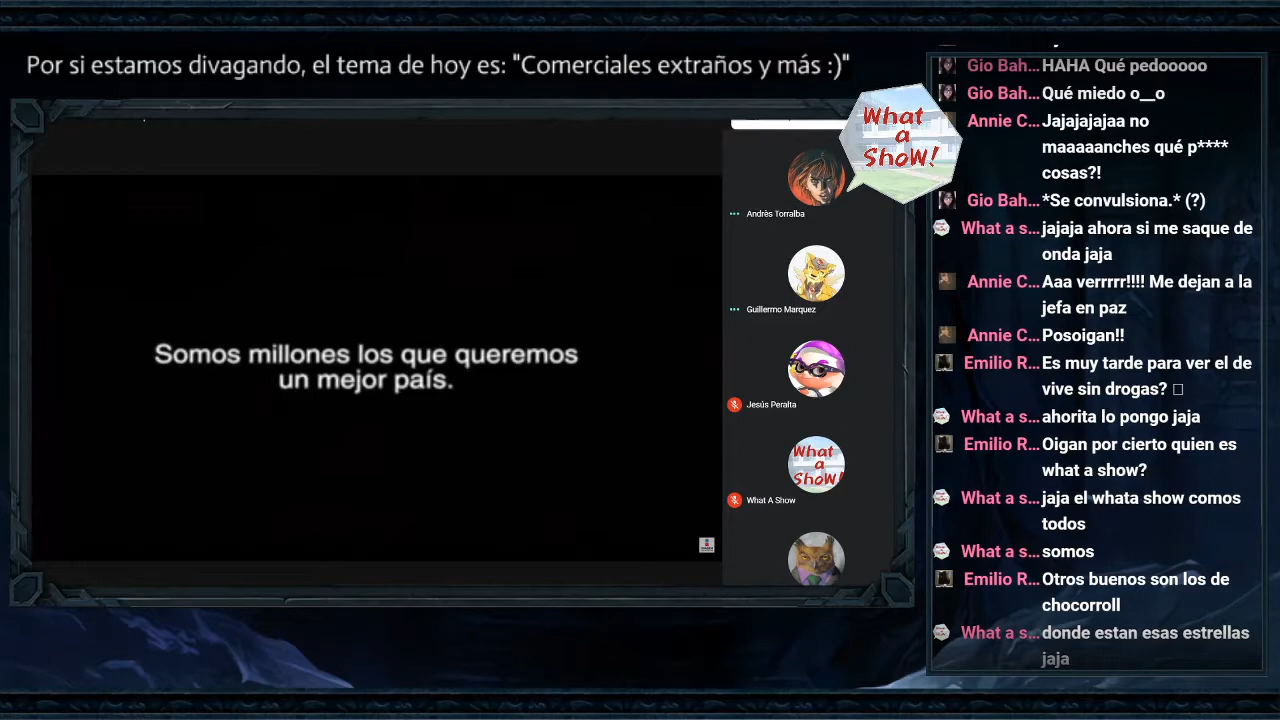 Por si estamos divagando, el tema de hoy es: "Comerciales extraños y más :)"
Somos millones los que queremos
un mejor país.
What
a
ShoW!
Andrès Torralba
Guillermo Marquez
Jesús Peralta
What
a
ShoW!
What A Show
Gio Bah... HAHA Qué pedooooo
Gio Bah... Qué miedo o__o
Annie C... Jajajajajaa no
maaaaanches qué p****
cosas?!
Gio Bah... *Se convulsiona.* (?)
What a s... jajaja ahora si me saque de
onda jaja
Annie C... Aaa verrrrr!!!! Me dejan a la
jefa en paz
Annie C... Posoigan!!
Emilio R... Es muy tarde para ver el de
vive sin drogas? □
What a s... ahorita lo pongo jaja
Emilio R... Oigan por cierto quien es
what a show?
What a s... jaja el whata show comos
todos
What a s... somos
Emilio R... Otros buenos son los de
chocorroll
What a s... donde estan esas estrellas
jaja